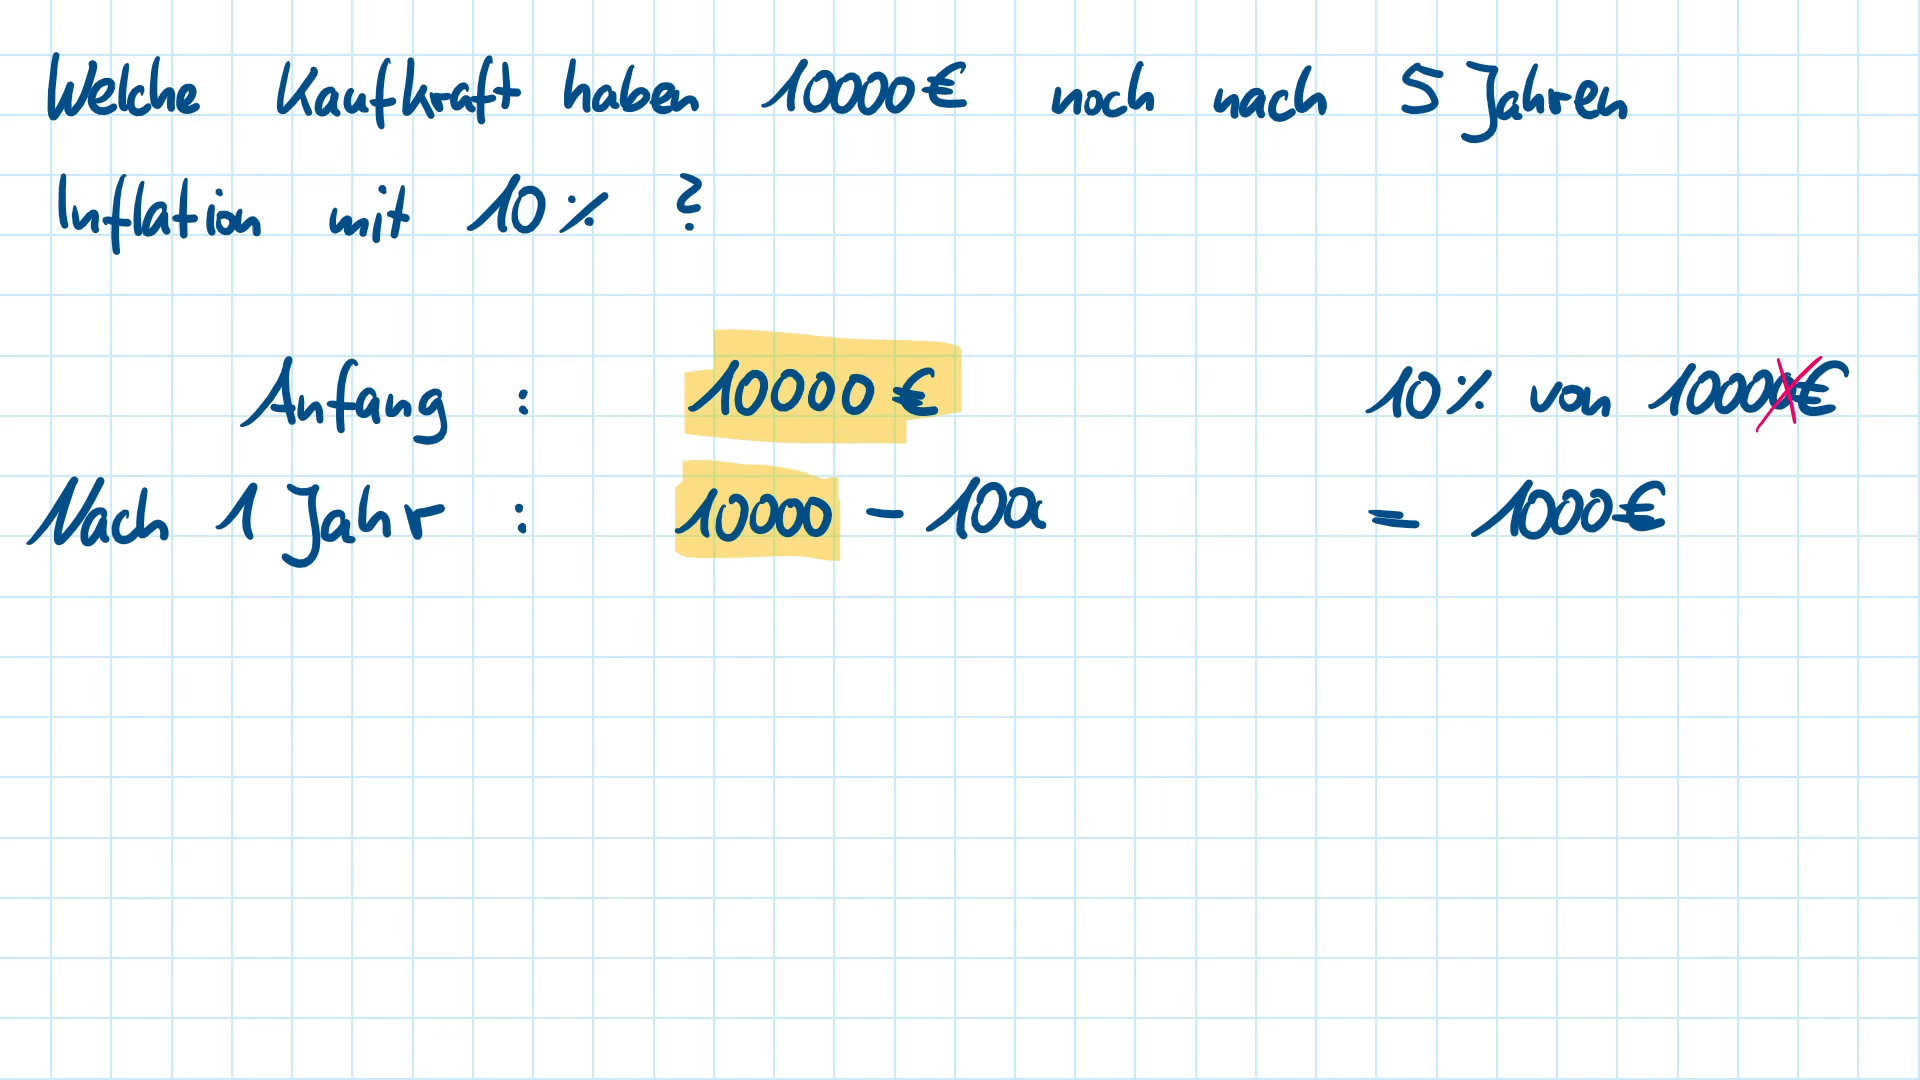 Welche Kaufkraft haben 10000€ noch nach 5 Jahren
Inflation mit 10% ?
Anfang : 10000€ 10% von 10000€
Nach 1 Jahr : 10000 - 100 = 1000€